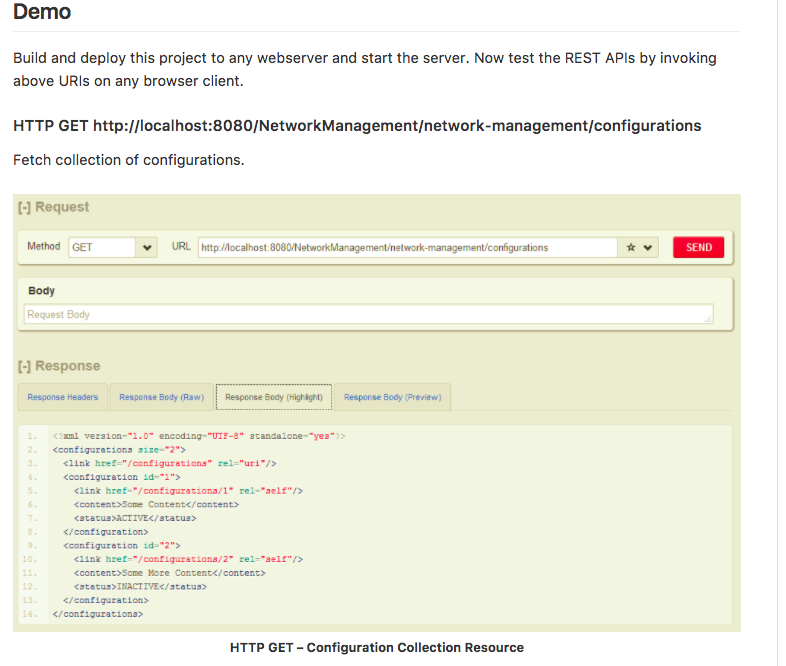 Demo
Build and deploy this project to any webserver and start the server. Now test the REST APIs by invoking
above URIs on any browser client.
HTTP GET http://localhost:8080/NetworkManagement/network-management/configurations
Fetch collection of configurations.
[-] Request
Method GET URL http://localhost:8080/NetworkManagement/network-management/configurations SEND
Body
Request Body
[-] Response
Response Headers Response Body (Raw) Response Body (Highlight) Response Body (Preview)
1. <?xml version="1.0" encoding="UTF-8" standalone="yes"?>
2. <configurations size="2">
3. <link href="/configurations" rel="uri"/>
4. <configuration id="1">
5. <link href="/configurations/1" rel="self"/>
6. <content>Some Content</content>
7. <status>ACTIVE</status>
8. </configuration>
9. <configuration id="2">
10. <link href="/configurations/2" rel="self"/>
11. <content>Some More Content</content>
12. <status>INACTIVE</status>
13. </configuration>
14. </configurations>
HTTP GET – Configuration Collection Resource